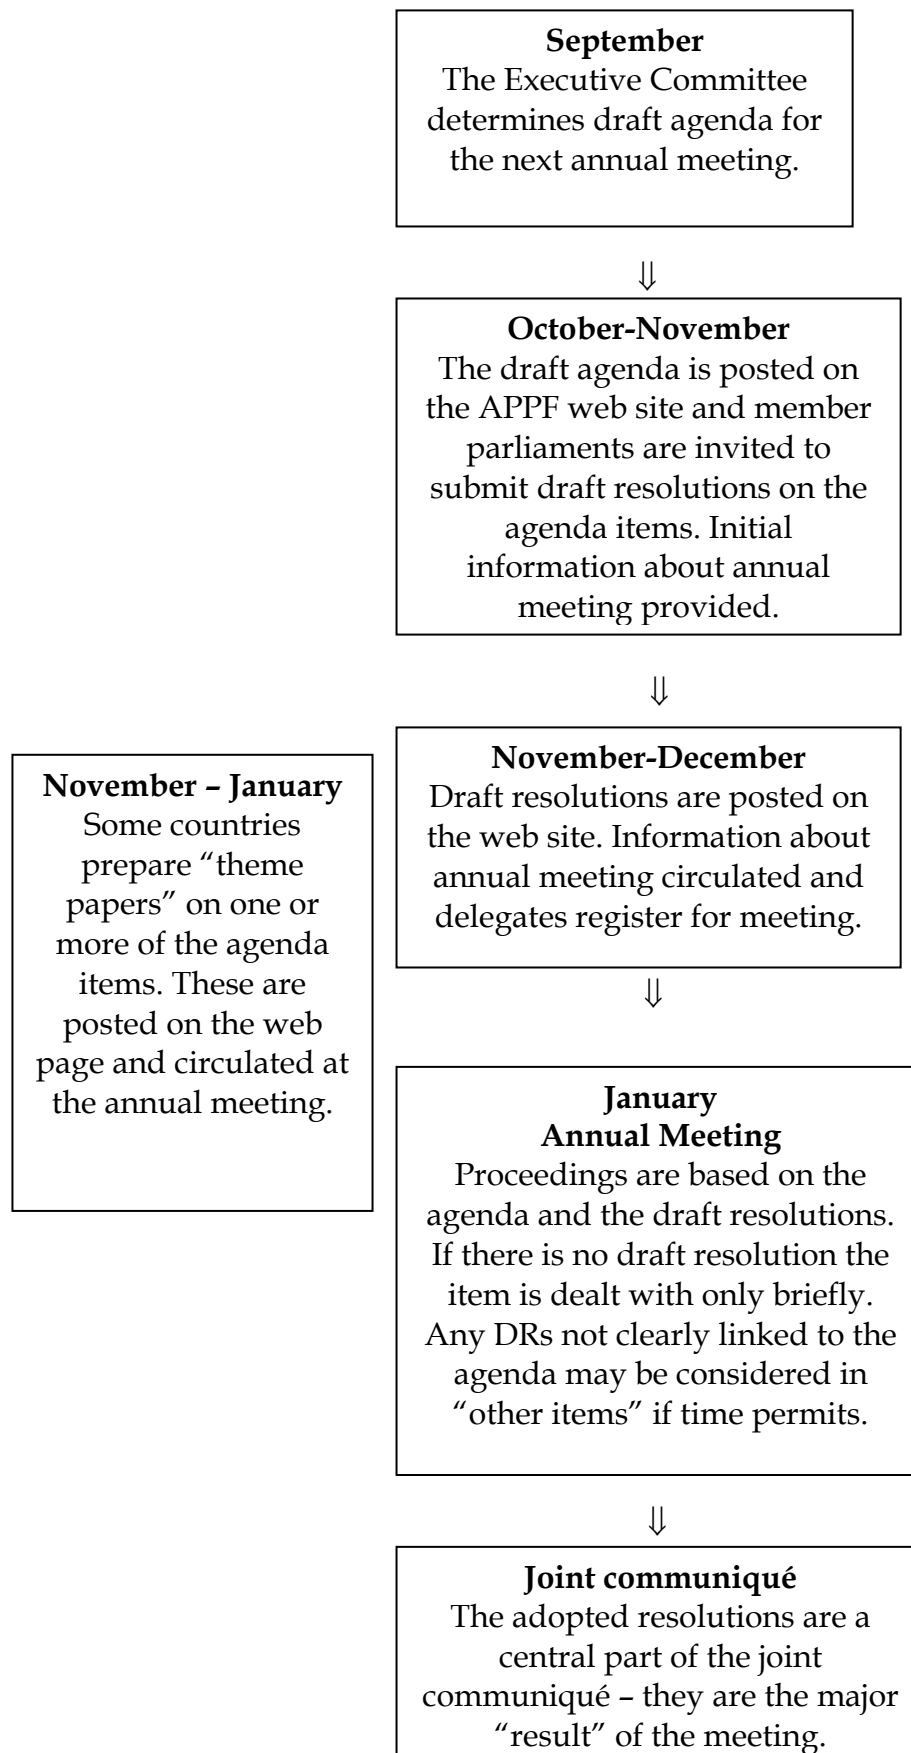 September
The Executive Committee
determines draft agenda for
the next annual meeting.
⇓
October-November
The draft agenda is posted on
the APPF web site and member
parliaments are invited to
submit draft resolutions on the
agenda items. Initial
information about annual
meeting provided.
⇓
November-December
Draft resolutions are posted on
the web site. Information about
annual meeting circulated and
delegates register for meeting.
⇓
November – January
Some countries
prepare “theme
papers” on one or
more of the agenda
items. These are
posted on the web
page and circulated at
the annual meeting.
January
Annual Meeting
Proceedings are based on the
agenda and the draft resolutions.
If there is no draft resolution the
item is dealt with only briefly.
Any DRs not clearly linked to the
agenda may be considered in
“other items” if time permits.
⇓
Joint communiqué
The adopted resolutions are a
central part of the joint
communiqué – they are the major
“result” of the meeting.